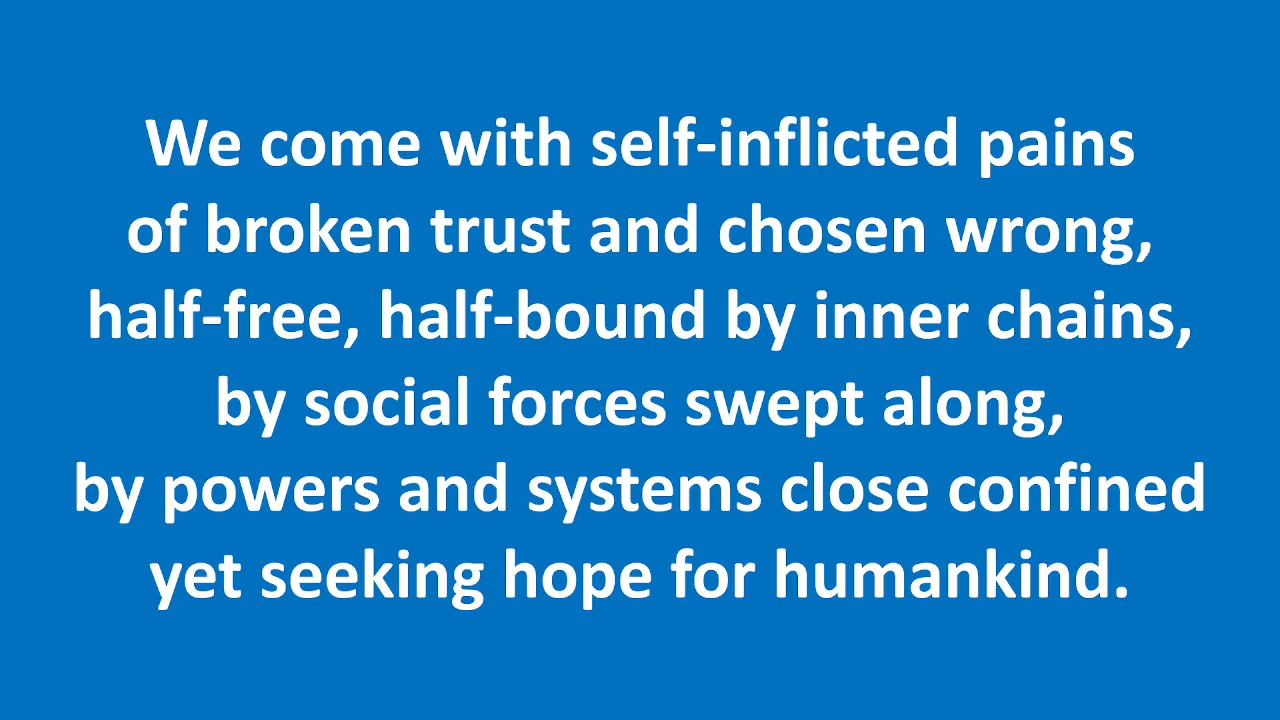 We come with self-inflicted pains
of broken trust and chosen wrong,
half-free, half-bound by inner chains,
by social forces swept along,
by powers and systems close confined
yet seeking hope for humankind.